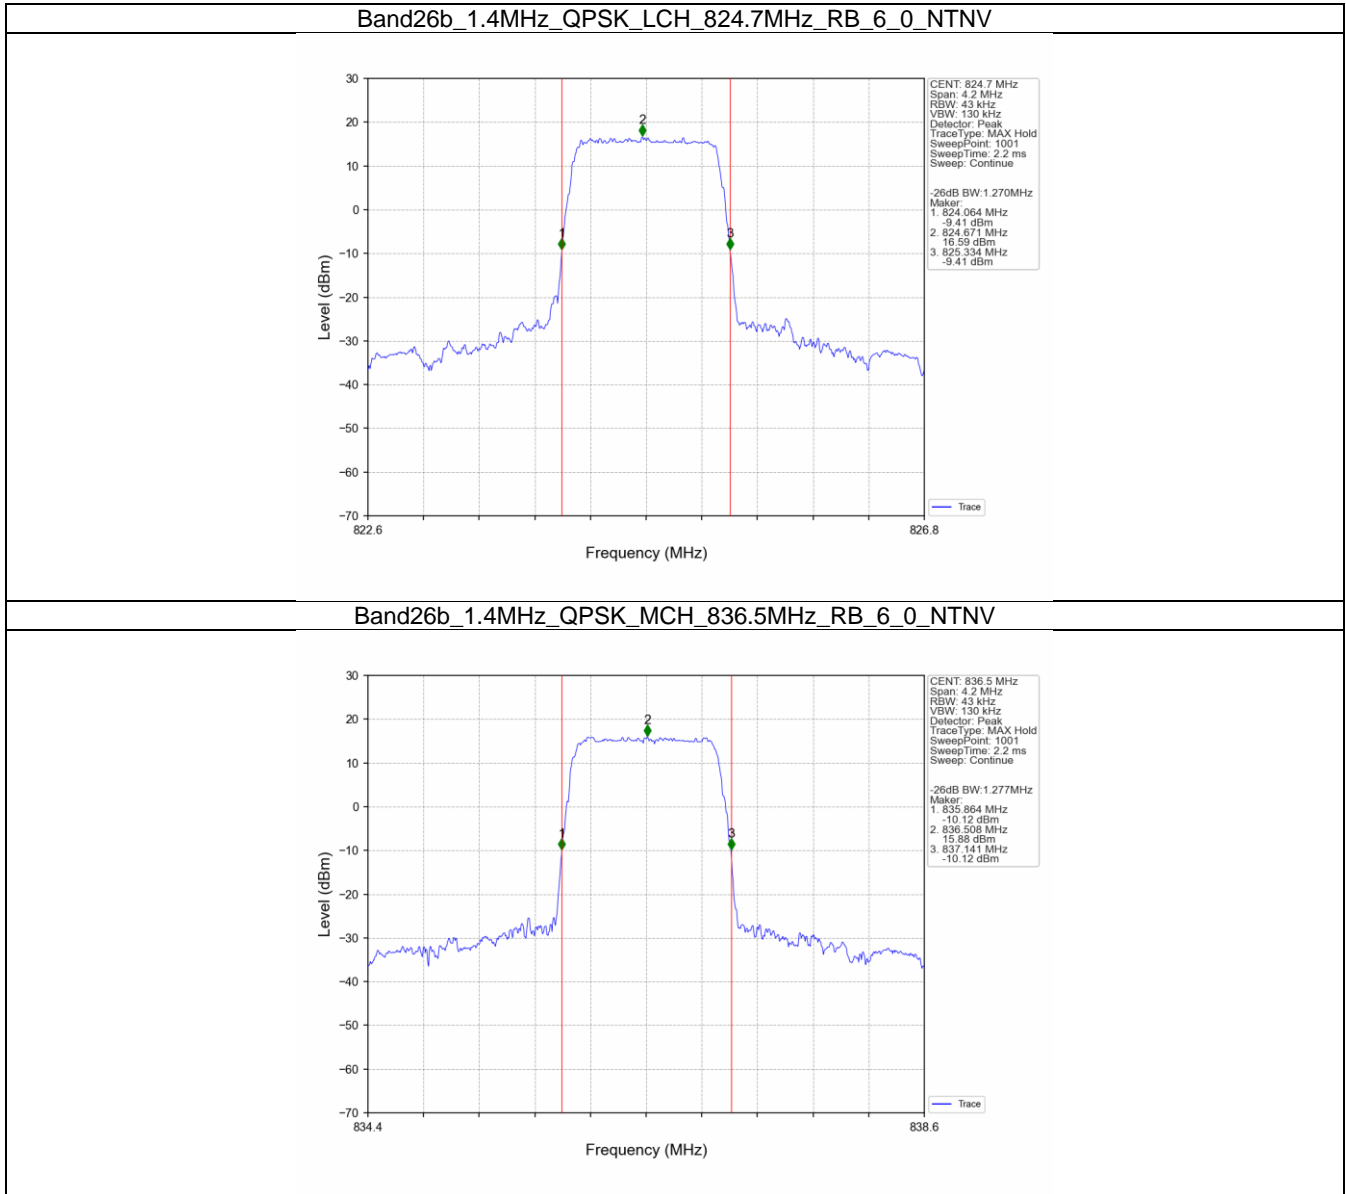 Band26b_1.4MHz_QPSK_LCH_824.7MHz_RB_6_0_NTNV
30
20
10
0
−10
−20
−30
−40
−50
−60
−70
Level (dBm)
822.6
826.8
Frequency (MHz)
1
2
3
CENT: 824.7 MHz
Span: 4.2 MHz
RBW: 43 kHz
VBW: 130 kHz
Detector: Peak
TraceType: MAX Hold
SweepPoint: 1001
SweepTime: 2.2 ms
Sweep: Continue
-26dB BW:1.270MHz
Maker:
1. 824.064 MHz
-9.41 dBm
2. 824.671 MHz
16.59 dBm
3. 825.334 MHz
-9.41 dBm
Trace
Band26b_1.4MHz_QPSK_MCH_836.5MHz_RB_6_0_NTNV
30
20
10
0
−10
−20
−30
−40
−50
−60
−70
Level (dBm)
834.4
838.6
Frequency (MHz)
1
2
3
CENT: 836.5 MHz
Span: 4.2 MHz
RBW: 43 kHz
VBW: 130 kHz
Detector: Peak
TraceType: MAX Hold
SweepPoint: 1001
SweepTime: 2.2 ms
Sweep: Continue
-26dB BW:1.277MHz
Maker:
1. 835.864 MHz
-10.12 dBm
2. 836.508 MHz
15.88 dBm
3. 837.141 MHz
-10.12 dBm
Trace